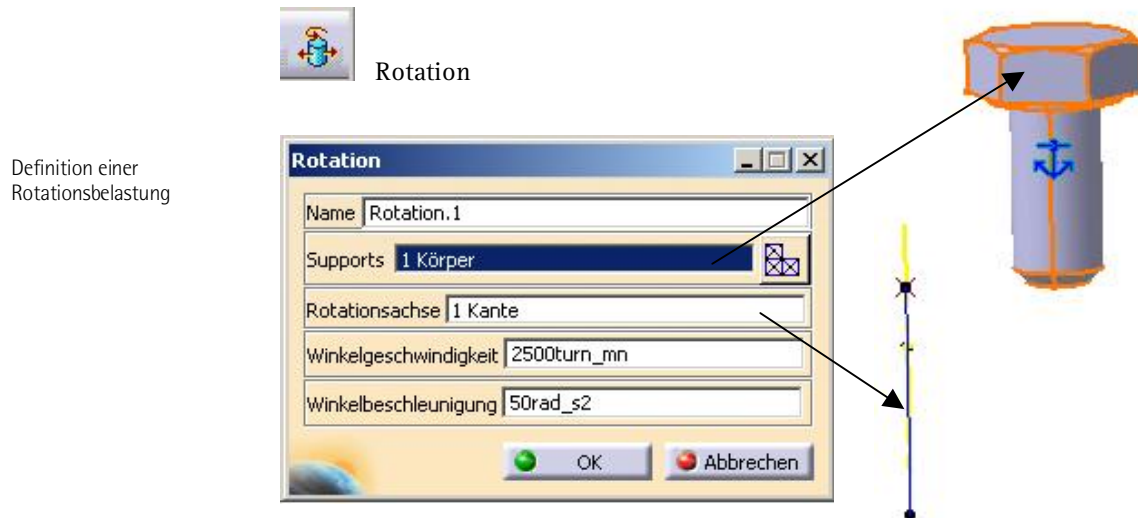 Rotation
Definition einer
Rotationsbelastung
Rotation
Name Rotation.1
Supports 1 Körper
Rotationsachse 1 Kante
Winkelgeschwindigkeit 2500turn_mn
Winkelbeschleunigung 50rad_s2
OK Abbrechen